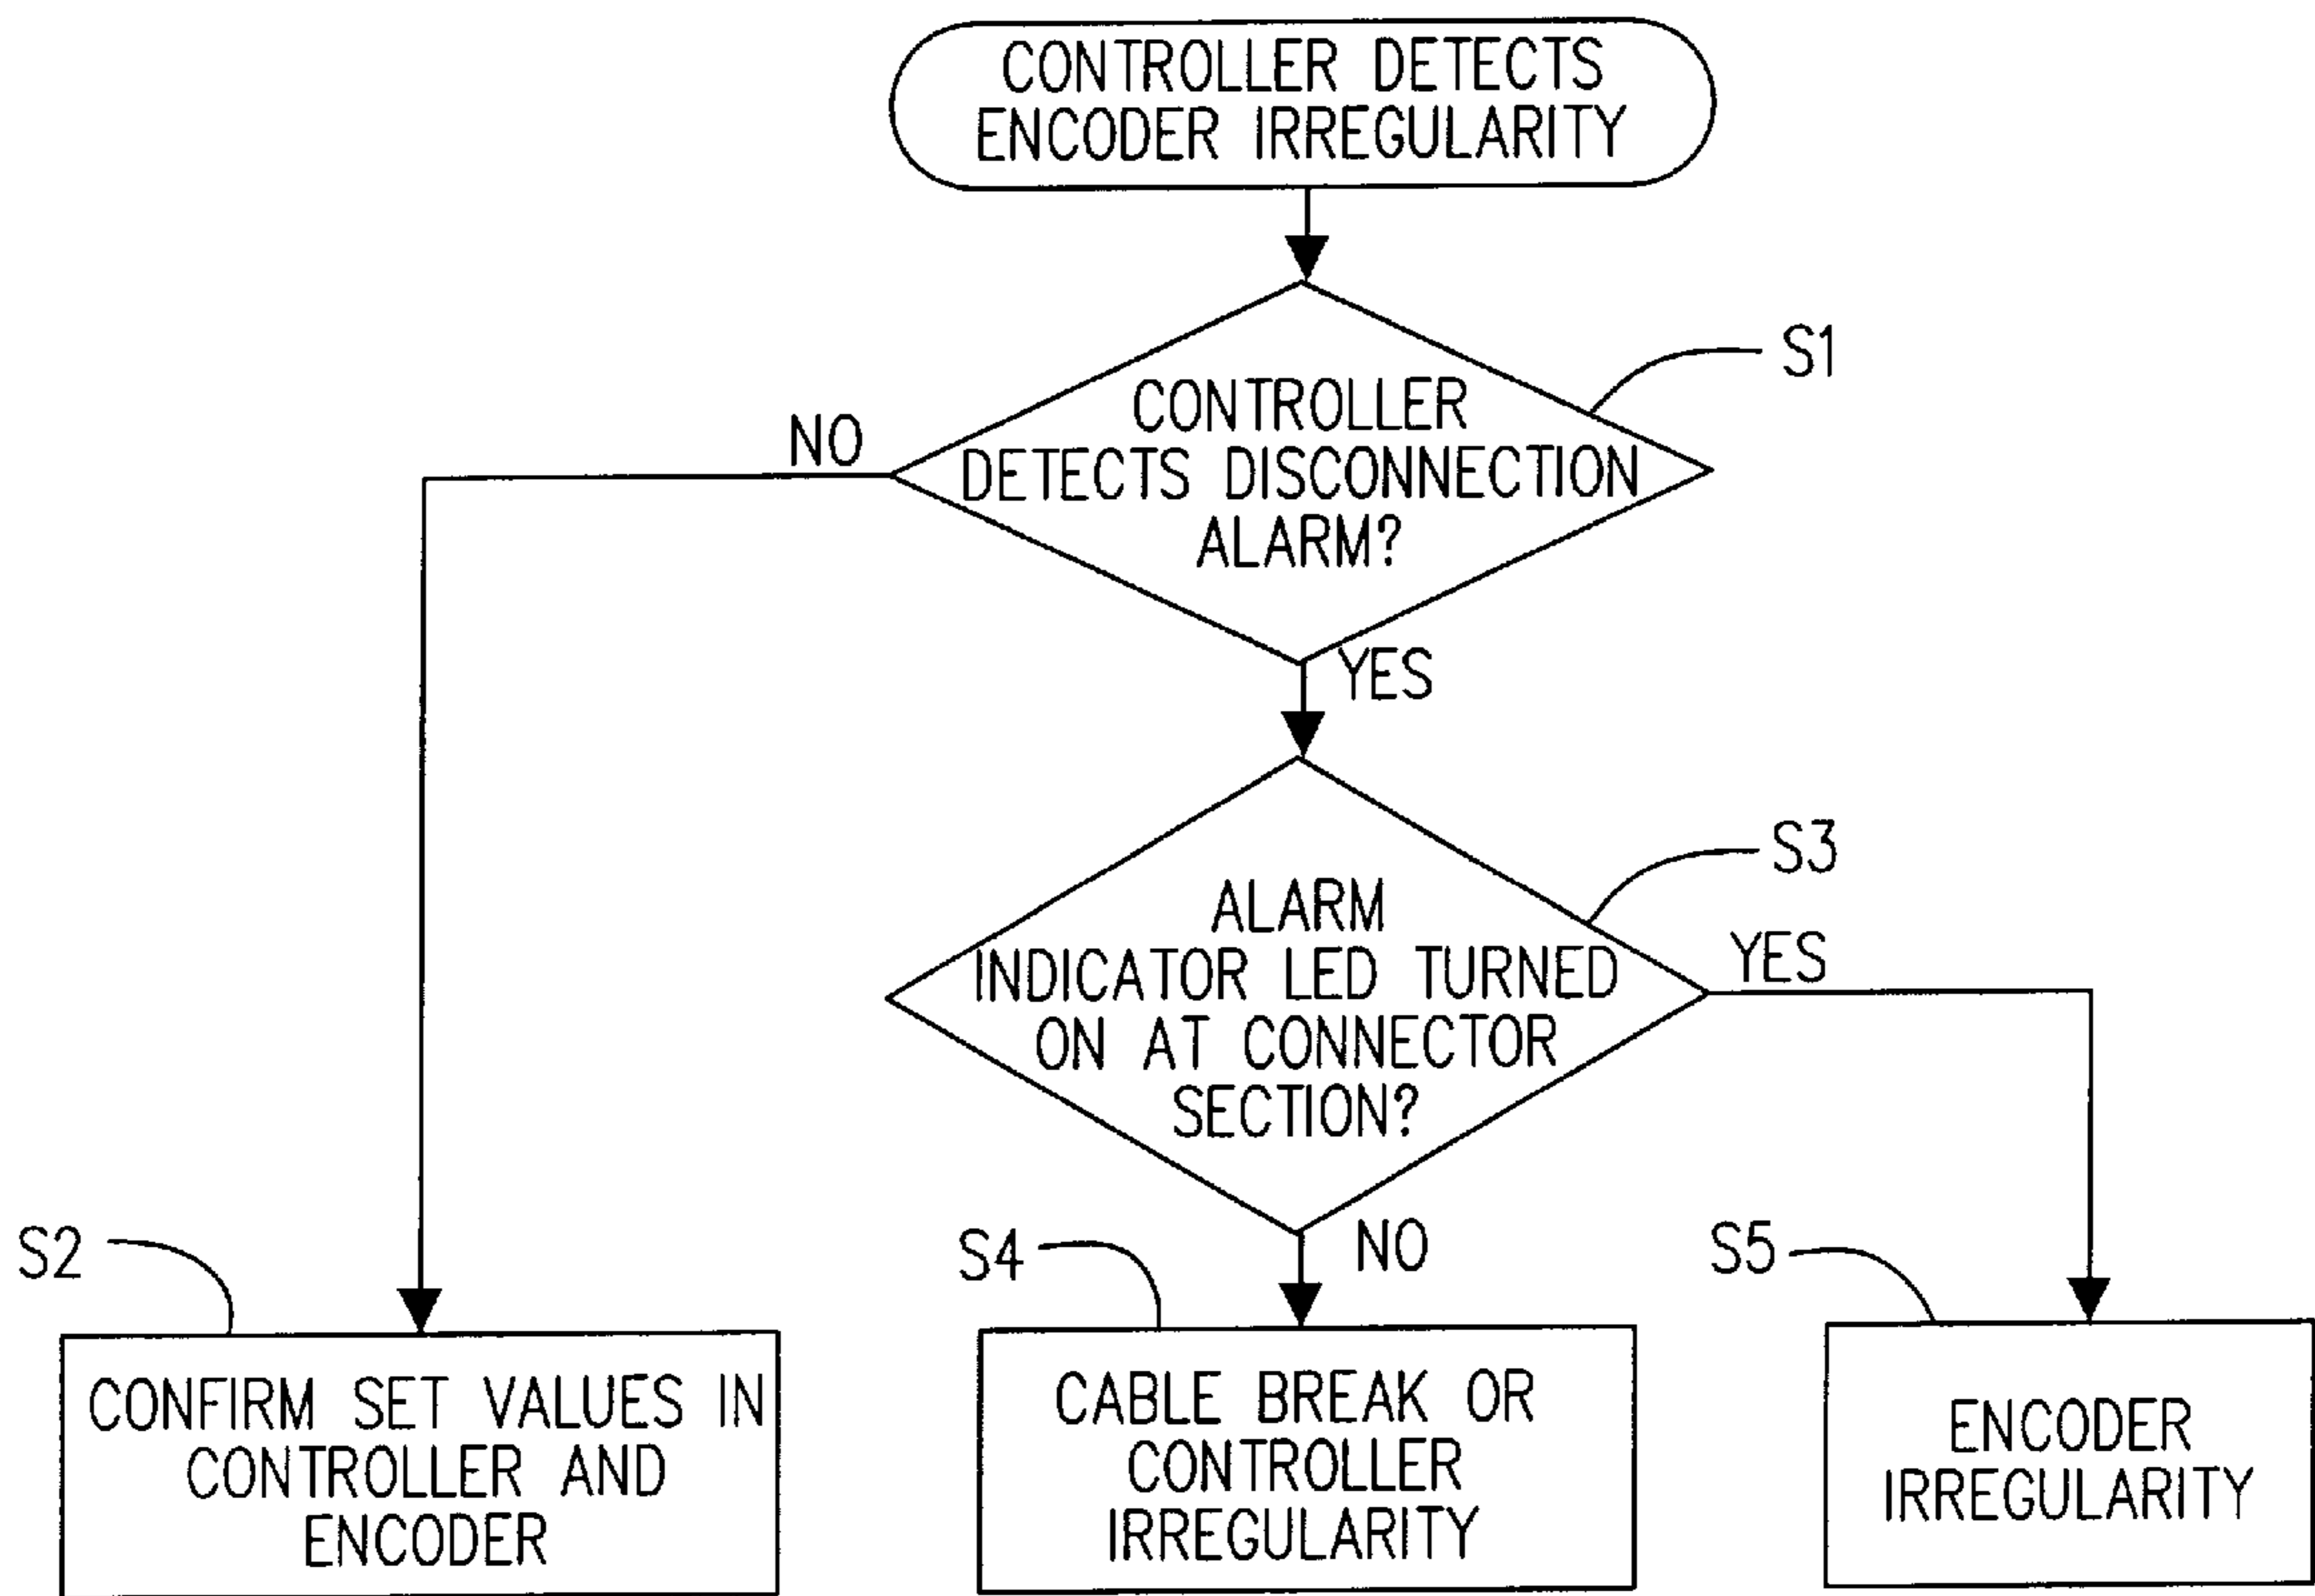 CONTROLLER DETECTS
ENCODER IRREGULARITY
S1
CONTROLLER
DETECTS DISCONNECTION
ALARM?
NO
YES
S3
ALARM
INDICATOR LED TURNED
ON AT CONNECTOR
SECTION?
YES
NO
S2
CONFIRM SET VALUES IN
CONTROLLER AND
ENCODER
S4
CABLE BREAK OR
CONTROLLER
IRREGULARITY
S5
ENCODER
IRREGULARITY